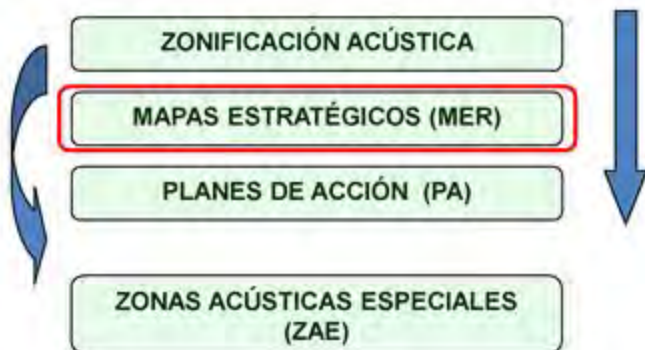 ZONIFICACIÓN ACÚSTICA
MAPAS ESTRATÉGICOS (MER)
PLANES DE ACCIÓN (PA)
ZONAS ACÚSTICAS ESPECIALES
(ZAE)